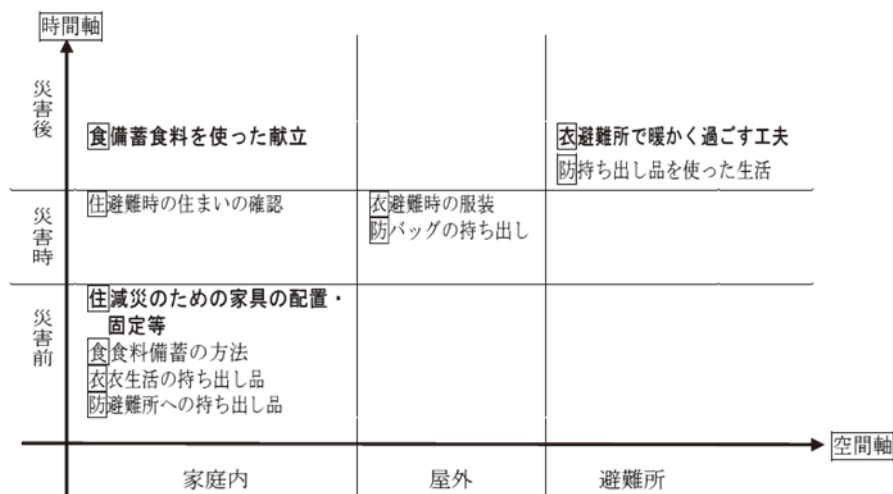 時間軸
災害後
食備蓄食料を使った献立
衣避難所で暖かく過ごす工夫
防持ち出し品を使った生活
災害時
住避難時の住まいの確認
衣避難時の服装
防バッグの持ち出し
災害前
住減災のための家具の配置・
固定等
食食料備蓄の方法
衣衣生活の持ち出し品
防避難所への持ち出し品
空間軸
家庭内
屋外
避難所